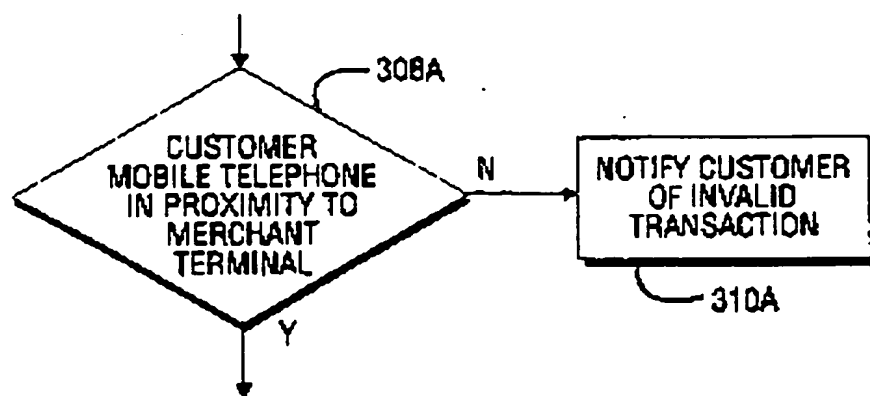 308A
CUSTOMER
MOBILE TELEPHONE
IN PROXIMITY TO
MERCHANT
TERMINAL
N
NOTIFY CUSTOMER
OF INVALID
TRANSACTION
310A
Y